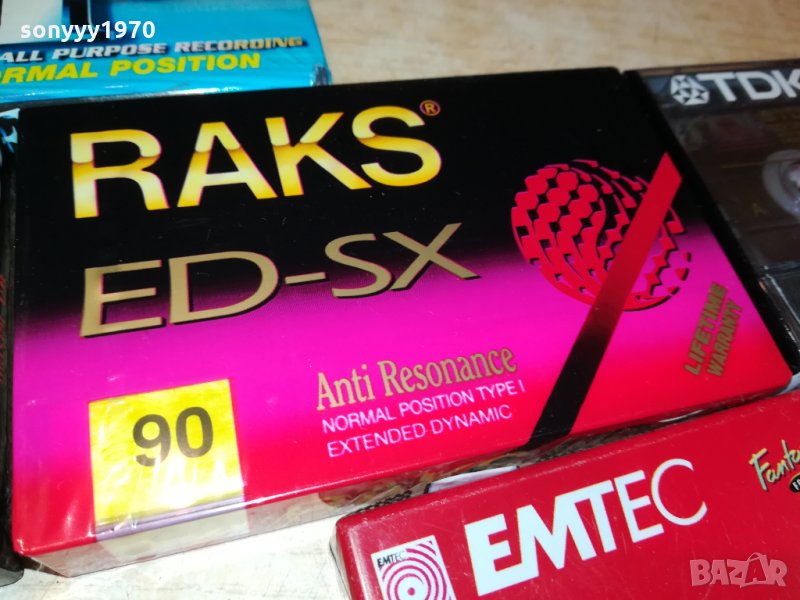 sonyyy1970
ALL PURPOSE RECORDING
NORMAL POSITION
RAKS®
ED-SX
TDK
A
Anti Resonance
NORMAL POSITION TYPE I
EXTENDED DYNAMIC
LIFETIME
WARRANTY
90
EMTEC
EMTEC
BAZAR